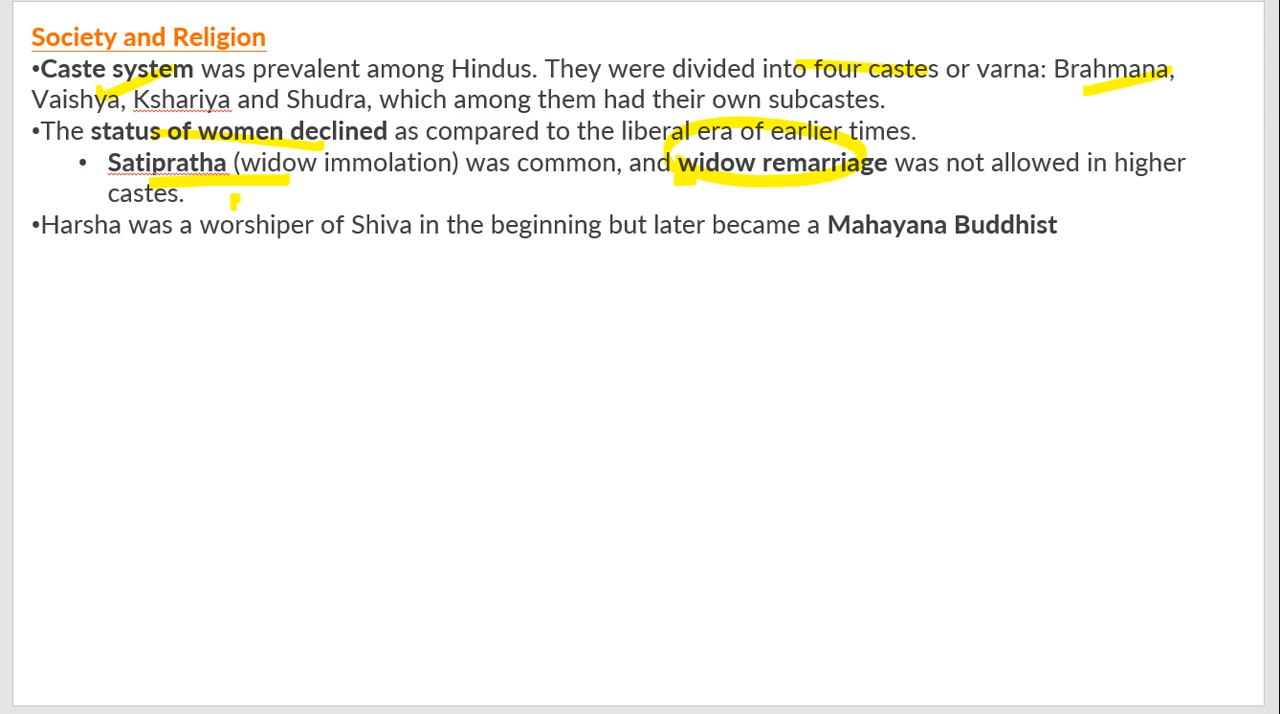 Society and Religion
•Caste system was prevalent among Hindus. They were divided into four castes or varna: Brahmana,
Vaishya, Kshariya and Shudra, which among them had their own subcastes.
•The status of women declined as compared to the liberal era of earlier times.
• Satipratha (widow immolation) was common, and widow remarriage was not allowed in higher
castes.
•Harsha was a worshiper of Shiva in the beginning but later became a Mahayana Buddhist